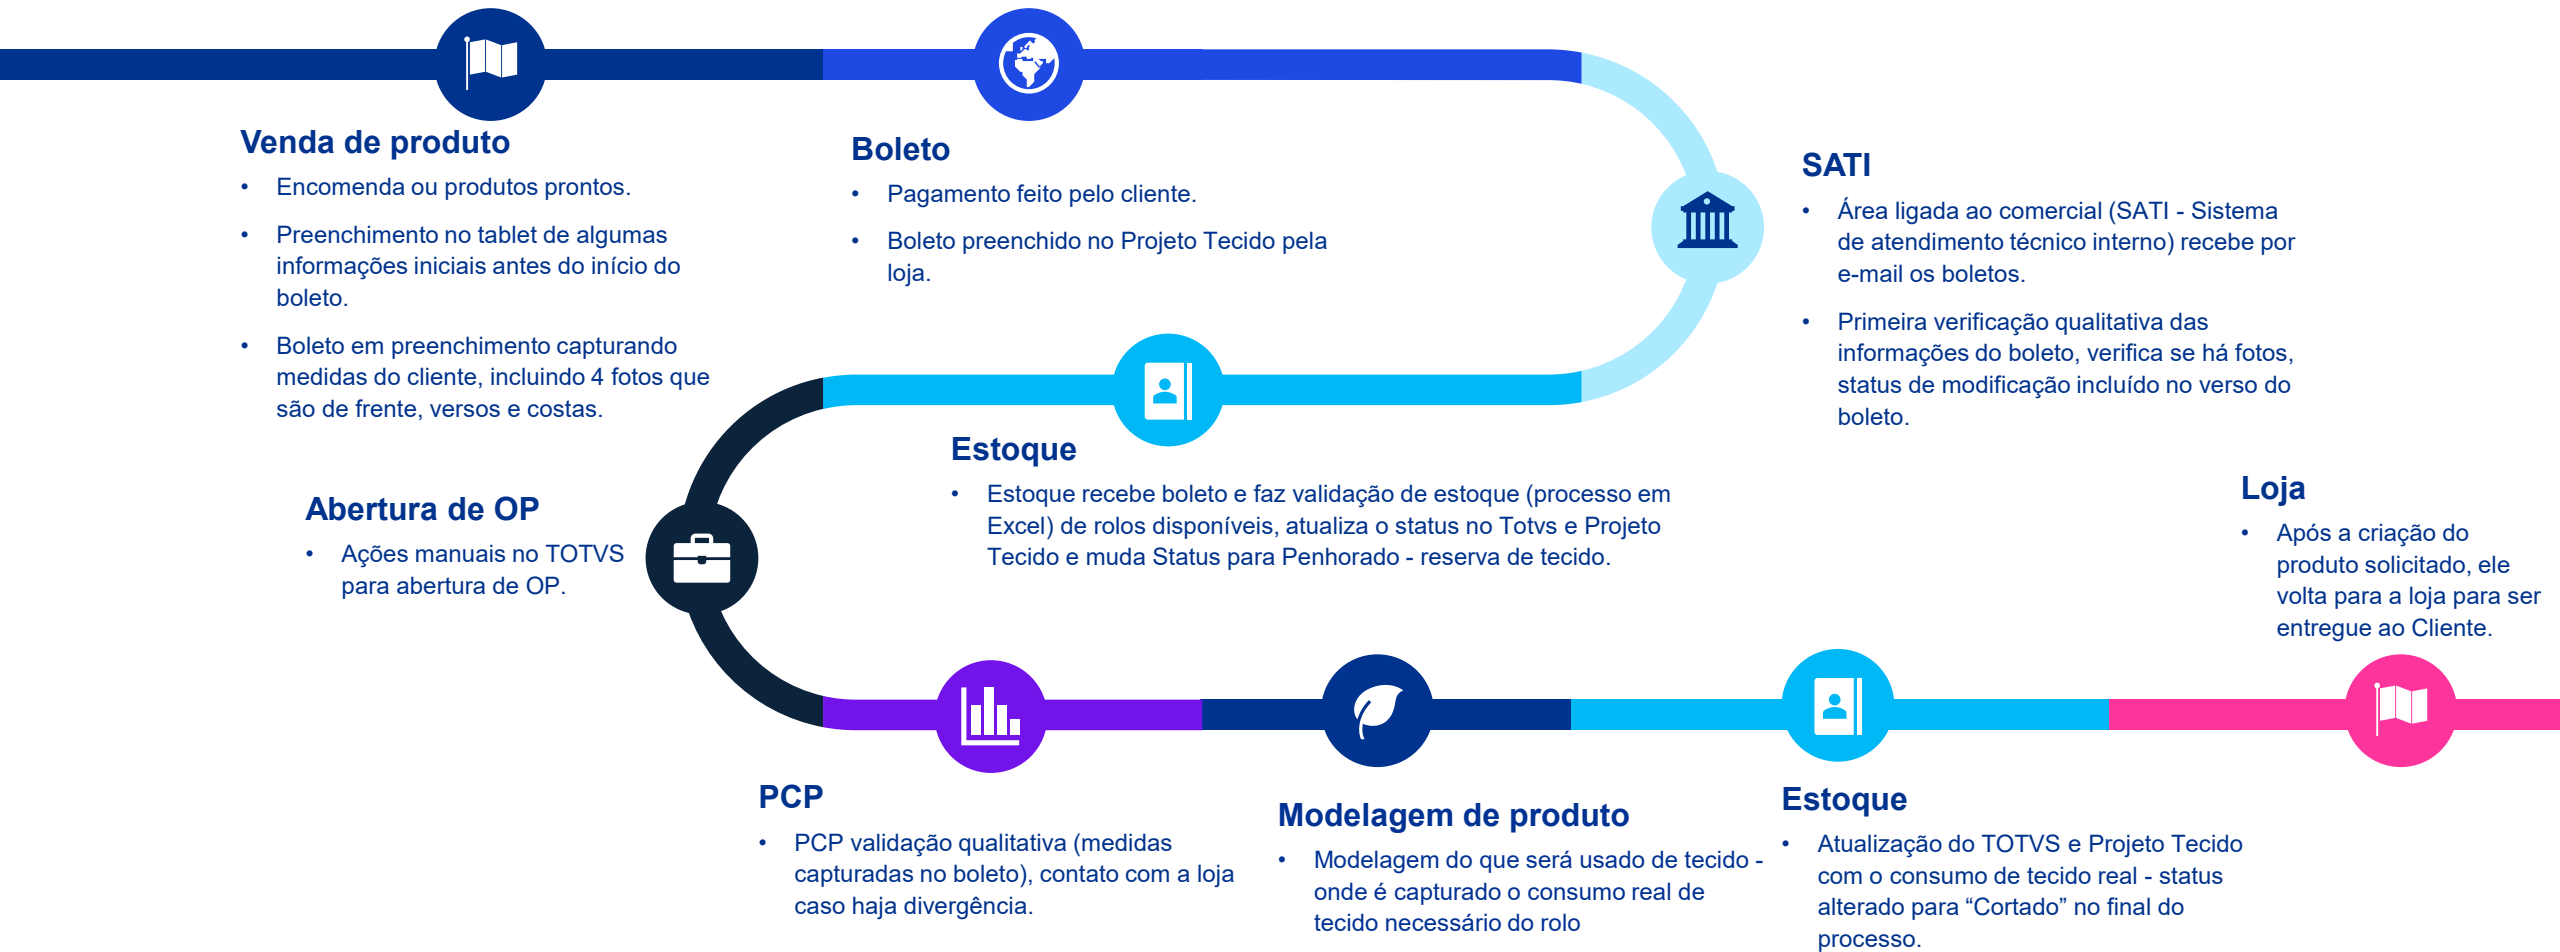 Venda de produto
• Encomenda ou produtos prontos.
• Preenchimento no tablet de algumas
informações iniciais antes do início do
boleto.
• Boleto em preenchimento capturando
medidas do cliente, incluindo 4 fotos que
são de frente, versos e costas.
Boleto
• Pagamento feito pelo cliente.
• Boleto preenchido no Projeto Tecido pela
loja.
SATI
• Área ligada ao comercial (SATI - Sistema
de atendimento técnico interno) recebe por
e-mail os boletos.
• Primeira verificação qualitativa das
informações do boleto, verifica se há fotos,
status de modificação incluído no verso do
boleto.
Estoque
• Estoque recebe boleto e faz validação de estoque (processo em
Excel) de rolos disponíveis, atualiza o status no Totvs e Projeto
Tecido e muda Status para Penhorado - reserva de tecido.
Abertura de OP
• Ações manuais no TOTVS
para abertura de OP.
PCP
• PCP validação qualitativa (medidas
capturadas no boleto), contato com a loja
caso haja divergência.
Modelagem de produto
• Modelagem do que será usado de tecido -
onde é capturado o consumo real de
tecido necessário do rolo
Estoque
• Atualização do TOTVS e Projeto Tecido
com o consumo de tecido real - status
alterado para “Cortado” no final do
processo.
Loja
• Após a criação do
produto solicitado, ele
volta para a loja para ser
entregue ao Cliente.